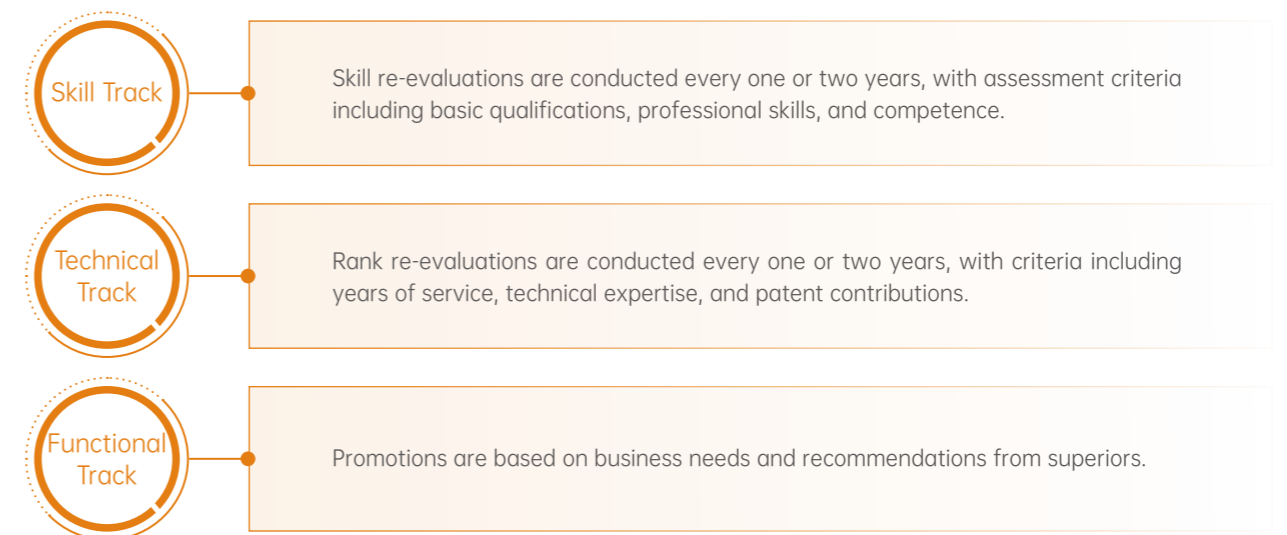 Skill Track
Skill re-evaluations are conducted every one or two years, with assessment criteria
including basic qualifications, professional skills, and competence.
Technical
Track
Rank re-evaluations are conducted every one or two years, with criteria including
years of service, technical expertise, and patent contributions.
Functional
Track
Promotions are based on business needs and recommendations from superiors.